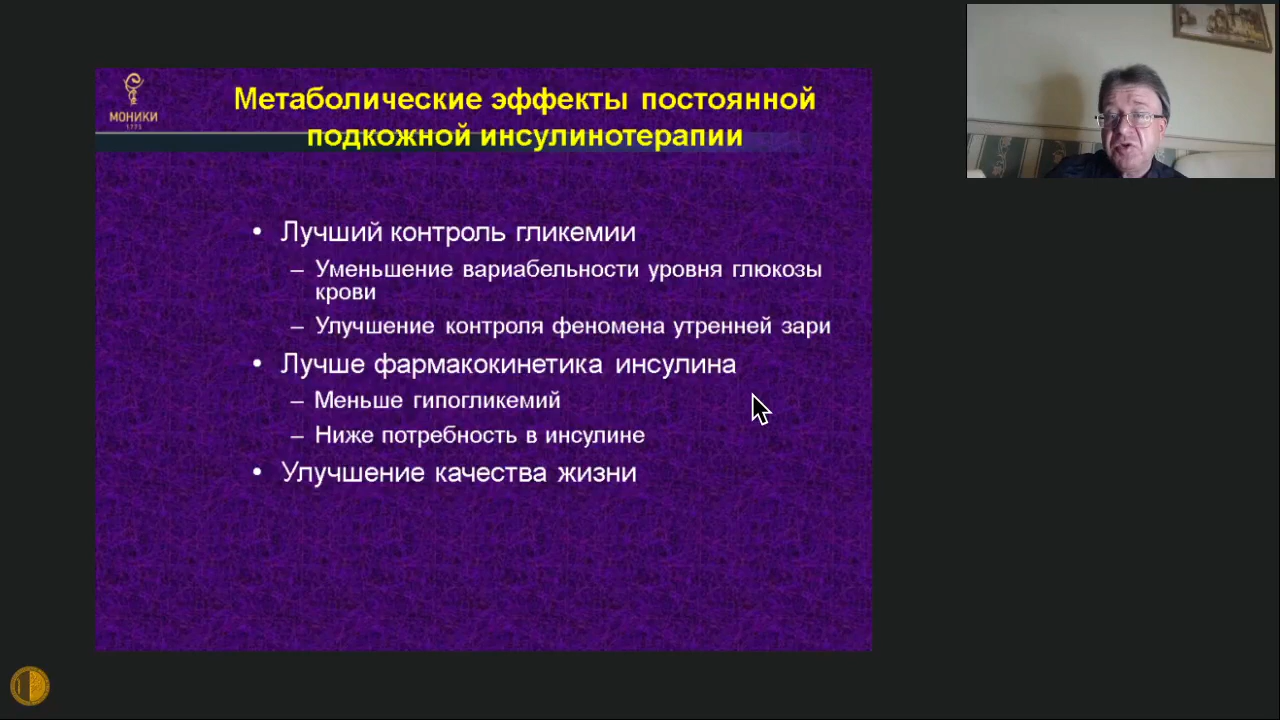 МОНИКИ
1775
Метаболические эффекты постоянной
подкожной инсулинотерапии
• Лучший контроль гликемии
– Уменьшение вариабельности уровня глюкозы
крови
– Улучшение контроля феномена утренней зари
• Лучше фармакокинетика инсулина
– Меньше гипогликемий
– Ниже потребность в инсулине
• Улучшение качества жизни